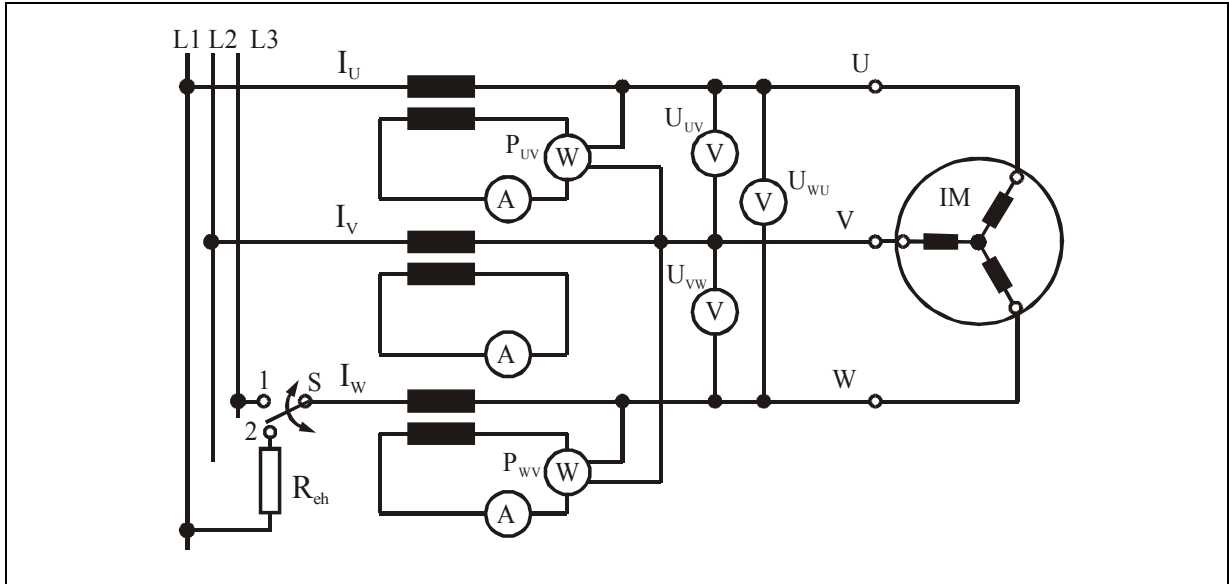 L1 L2 L3
I_U
U
U_UV
P_UV
W
V
IM
U_WU
V
A
I_V
V
U_VW
V
A
1
S
I_W
W
2
P_WV
W
R_eh
A